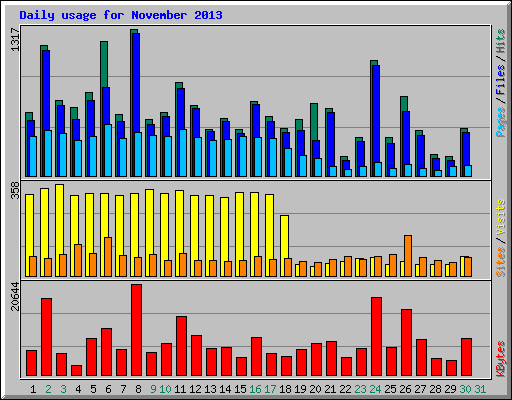 Daily usage for November 2013
1317
Pages / Files / Hits
358
Sites / Visits
20644
KBytes
1 2 3 4 5 6 7 8 9 10 11 12 13 14 15 16 17 18 19 20 21 22 23 24 25 26 27 28 29 30 31